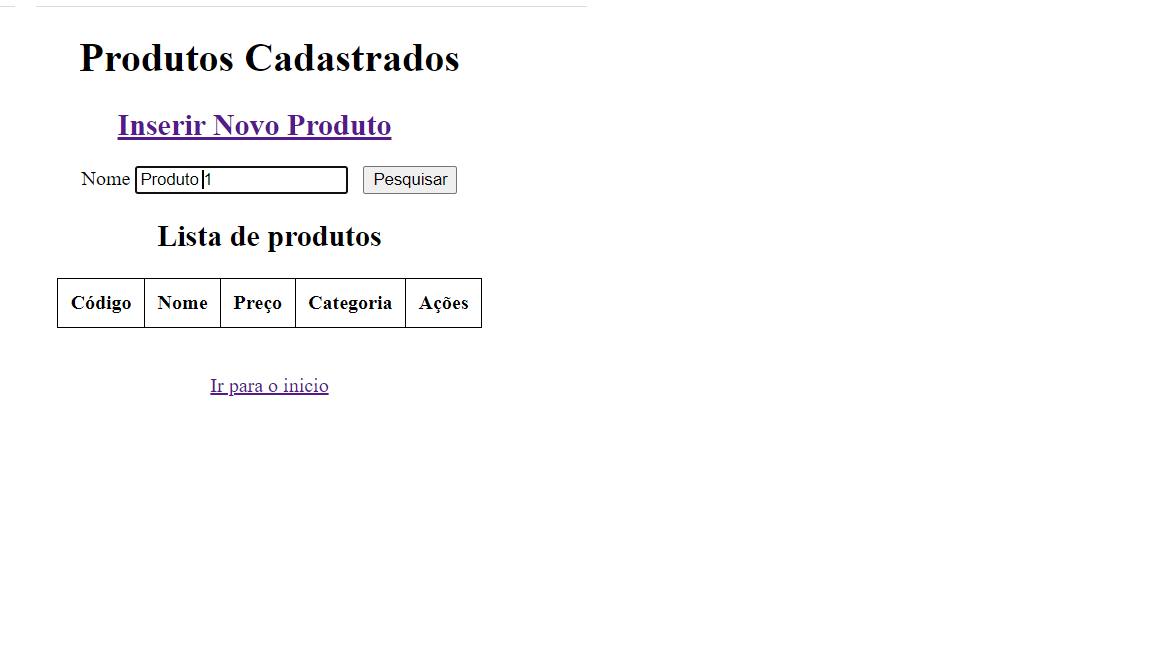 Produtos Cadastrados
Inserir Novo Produto
Nome Produto 1 Pesquisar
Lista de produtos
Código Nome Preço Categoria Ações
Ir para o inicio